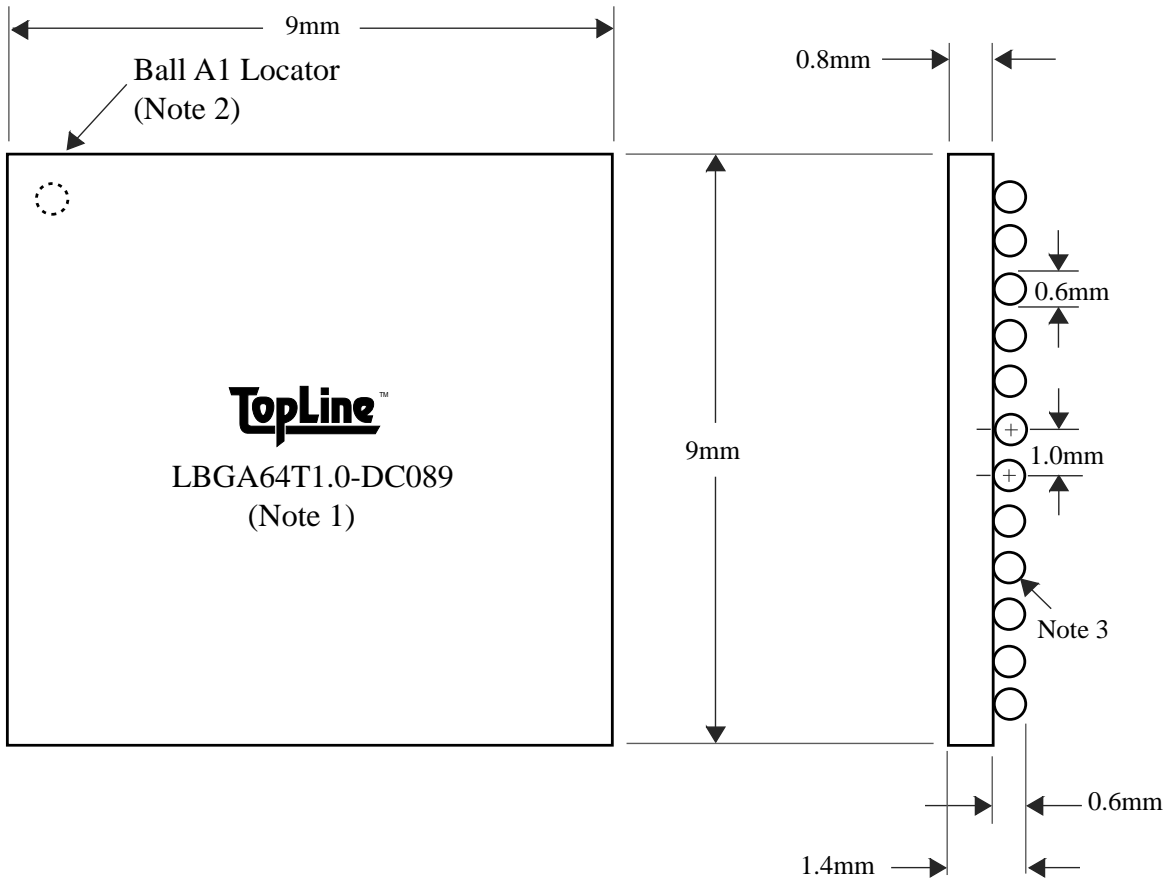 9mm
Ball A1 Locator
(Note 2)
0.8mm
0.6mm
TopLine™
LBGA64T1.0-DC089
(Note 1)
9mm
1.0mm
Note 3
0.6mm
1.4mm